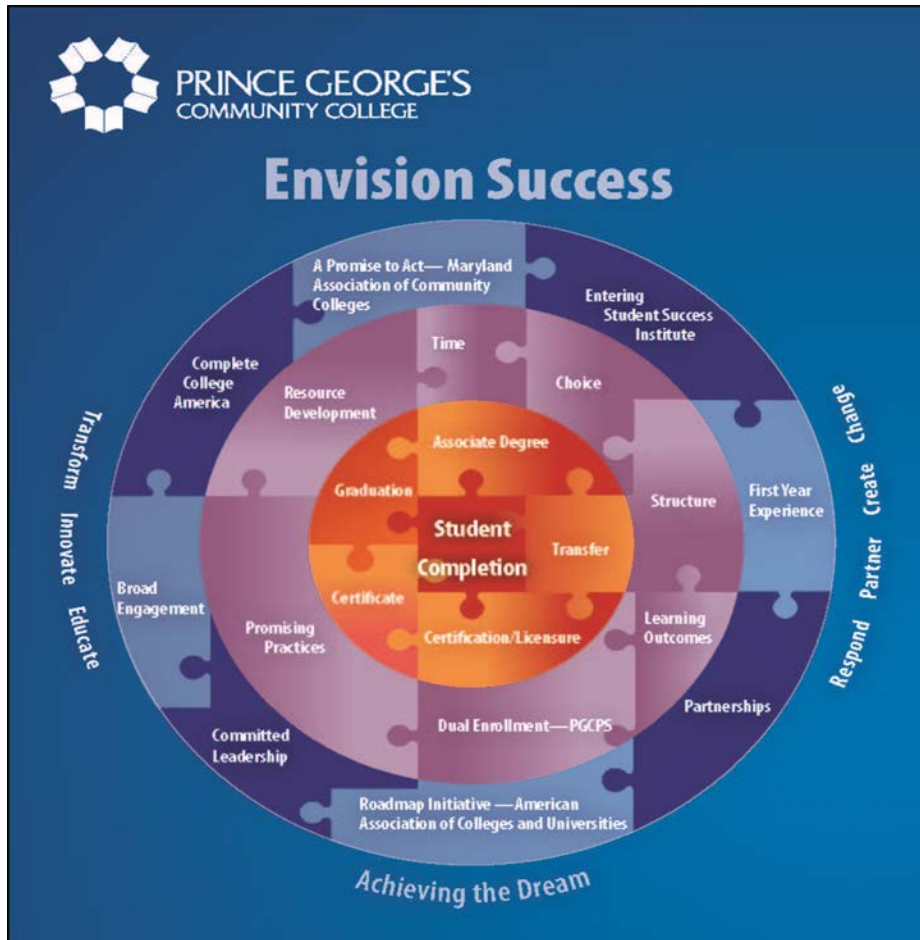 PRINCE GEORGE'S
COMMUNITY COLLEGE
Envision Success
A Promise to Act— Maryland
Association of Community
Colleges
Entering
Student Success
Institute
Complete
College
America
Time
Choice
Resource
Development
Associate Degree
Graduation
Structure
First Year
Experience
Student
Completion
Transfer
Broad
Engagement
Certificate
Promising
Practices
Certification/Licensure
Learning
Outcomes
Partnerships
Committed
Leadership
Dual Enrollment—PGCPS
Roadmap Initiative —American
Association of Colleges and Universities
Transform Innovate Educate
Respond Partner Create Change
Achieving the Dream